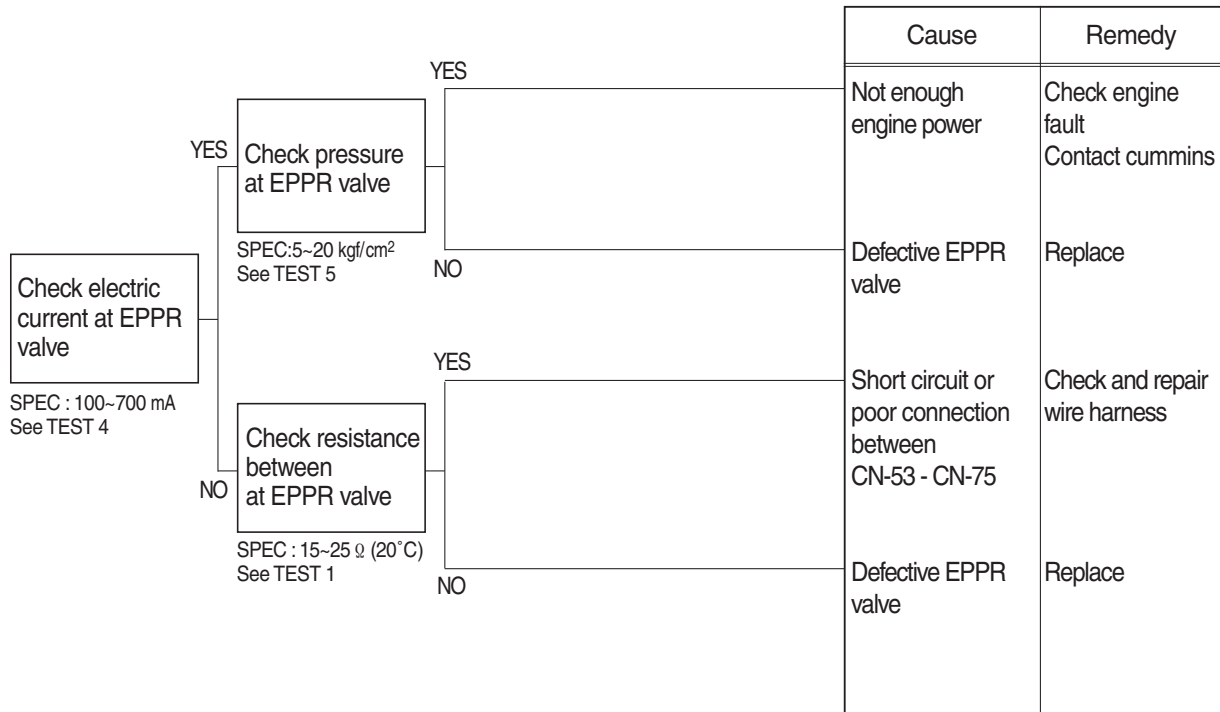 Cause
Remedy
YES
Not enough
engine power
Check engine
fault
Contact cummins
YES
Check pressure
at EPPR valve
SPEC:5~20 kgf/cm²
See TEST 5
NO
Defective EPPR
valve
Replace
Check electric
current at EPPR
valve
SPEC : 100~700 mA
See TEST 4
YES
Short circuit or
poor connection
between
CN-53 - CN-75
Check and repair
wire harness
NO
Check resistance
between
at EPPR valve
SPEC : 15~25 Ω (20˚C)
See TEST 1
NO
Defective EPPR
valve
Replace